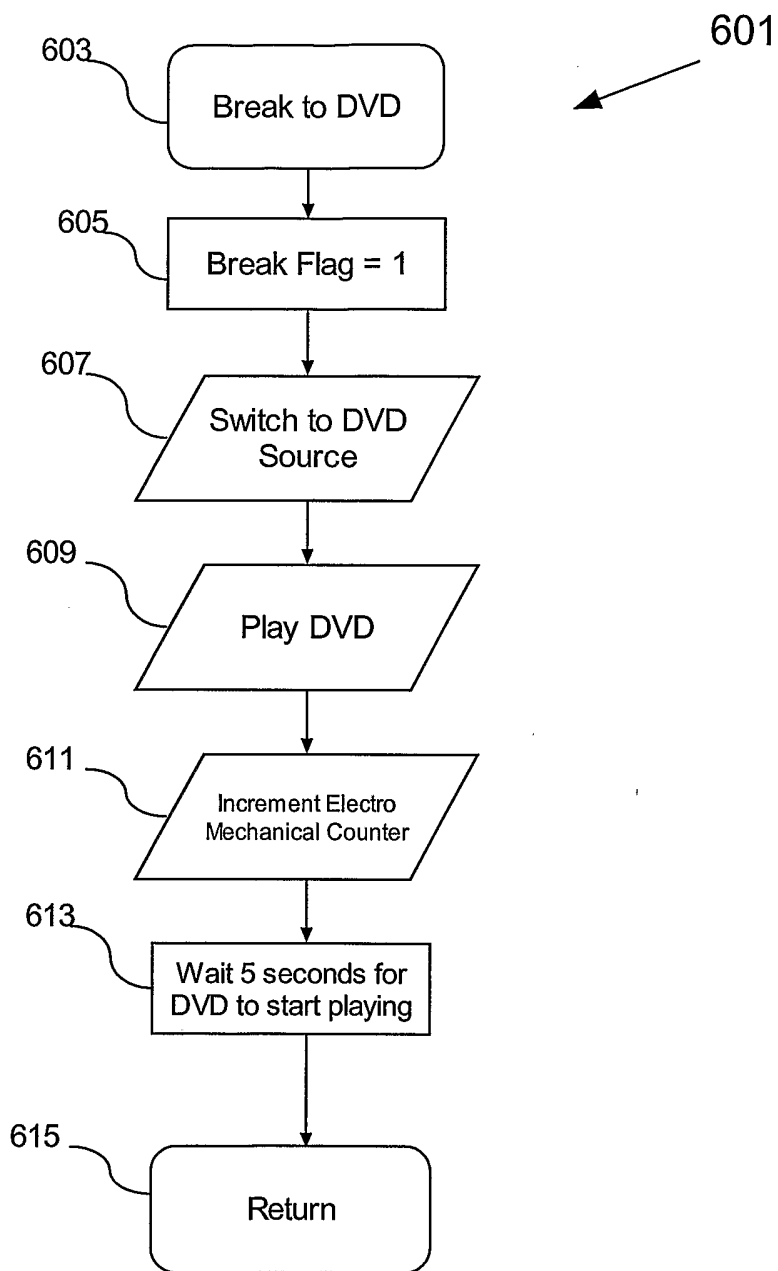 601
603
Break to DVD
605
Break Flag = 1
607
Switch to DVD
Source
609
Play DVD
611
Increment Electro
Mechanical Counter
613
Wait 5 seconds for
DVD to start playing
615
Return